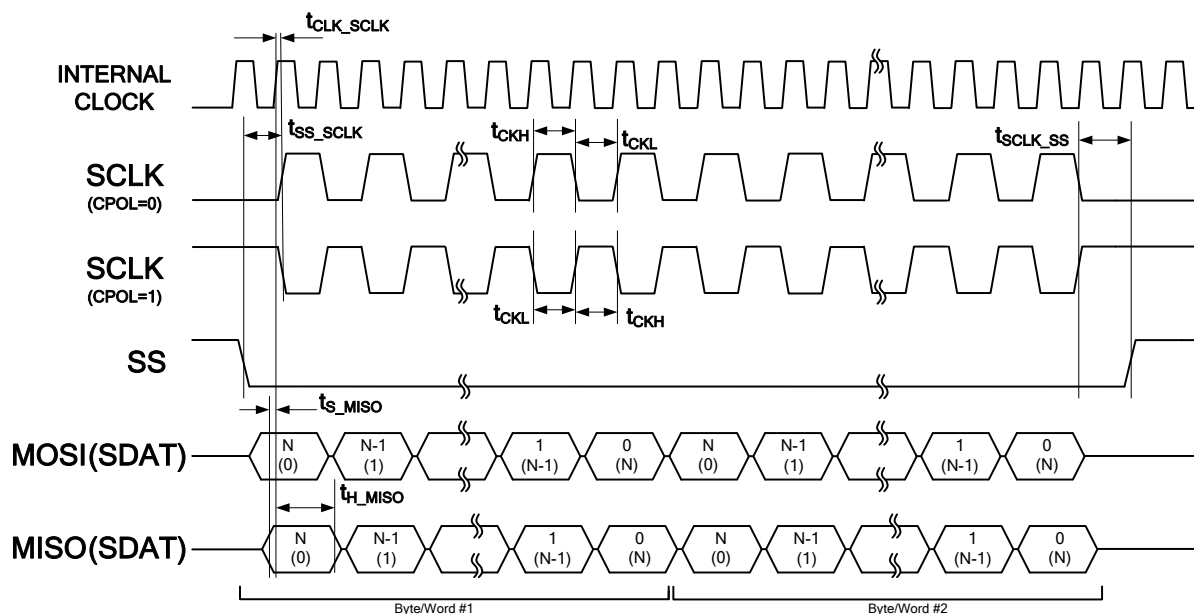 tCLK_SCLK
INTERNAL
CLOCK
tSS_SCLK
tCKH
tCKL
tSCLK_SS
SCLK
(CPOL=0)
SCLK
(CPOL=1)
tCKL
tCKH
SS
tS_MISO
MOSI(SDAT)
N N-1 1 0 N N-1 1 0
(0) (1) (N-1) (N) (0) (1) (N-1) (N)
tH_MISO
MISO(SDAT)
N N-1 1 0 N N-1 1 0
(0) (1) (N-1) (N) (0) (1) (N-1) (N)
Byte/Word #1 Byte/Word #2